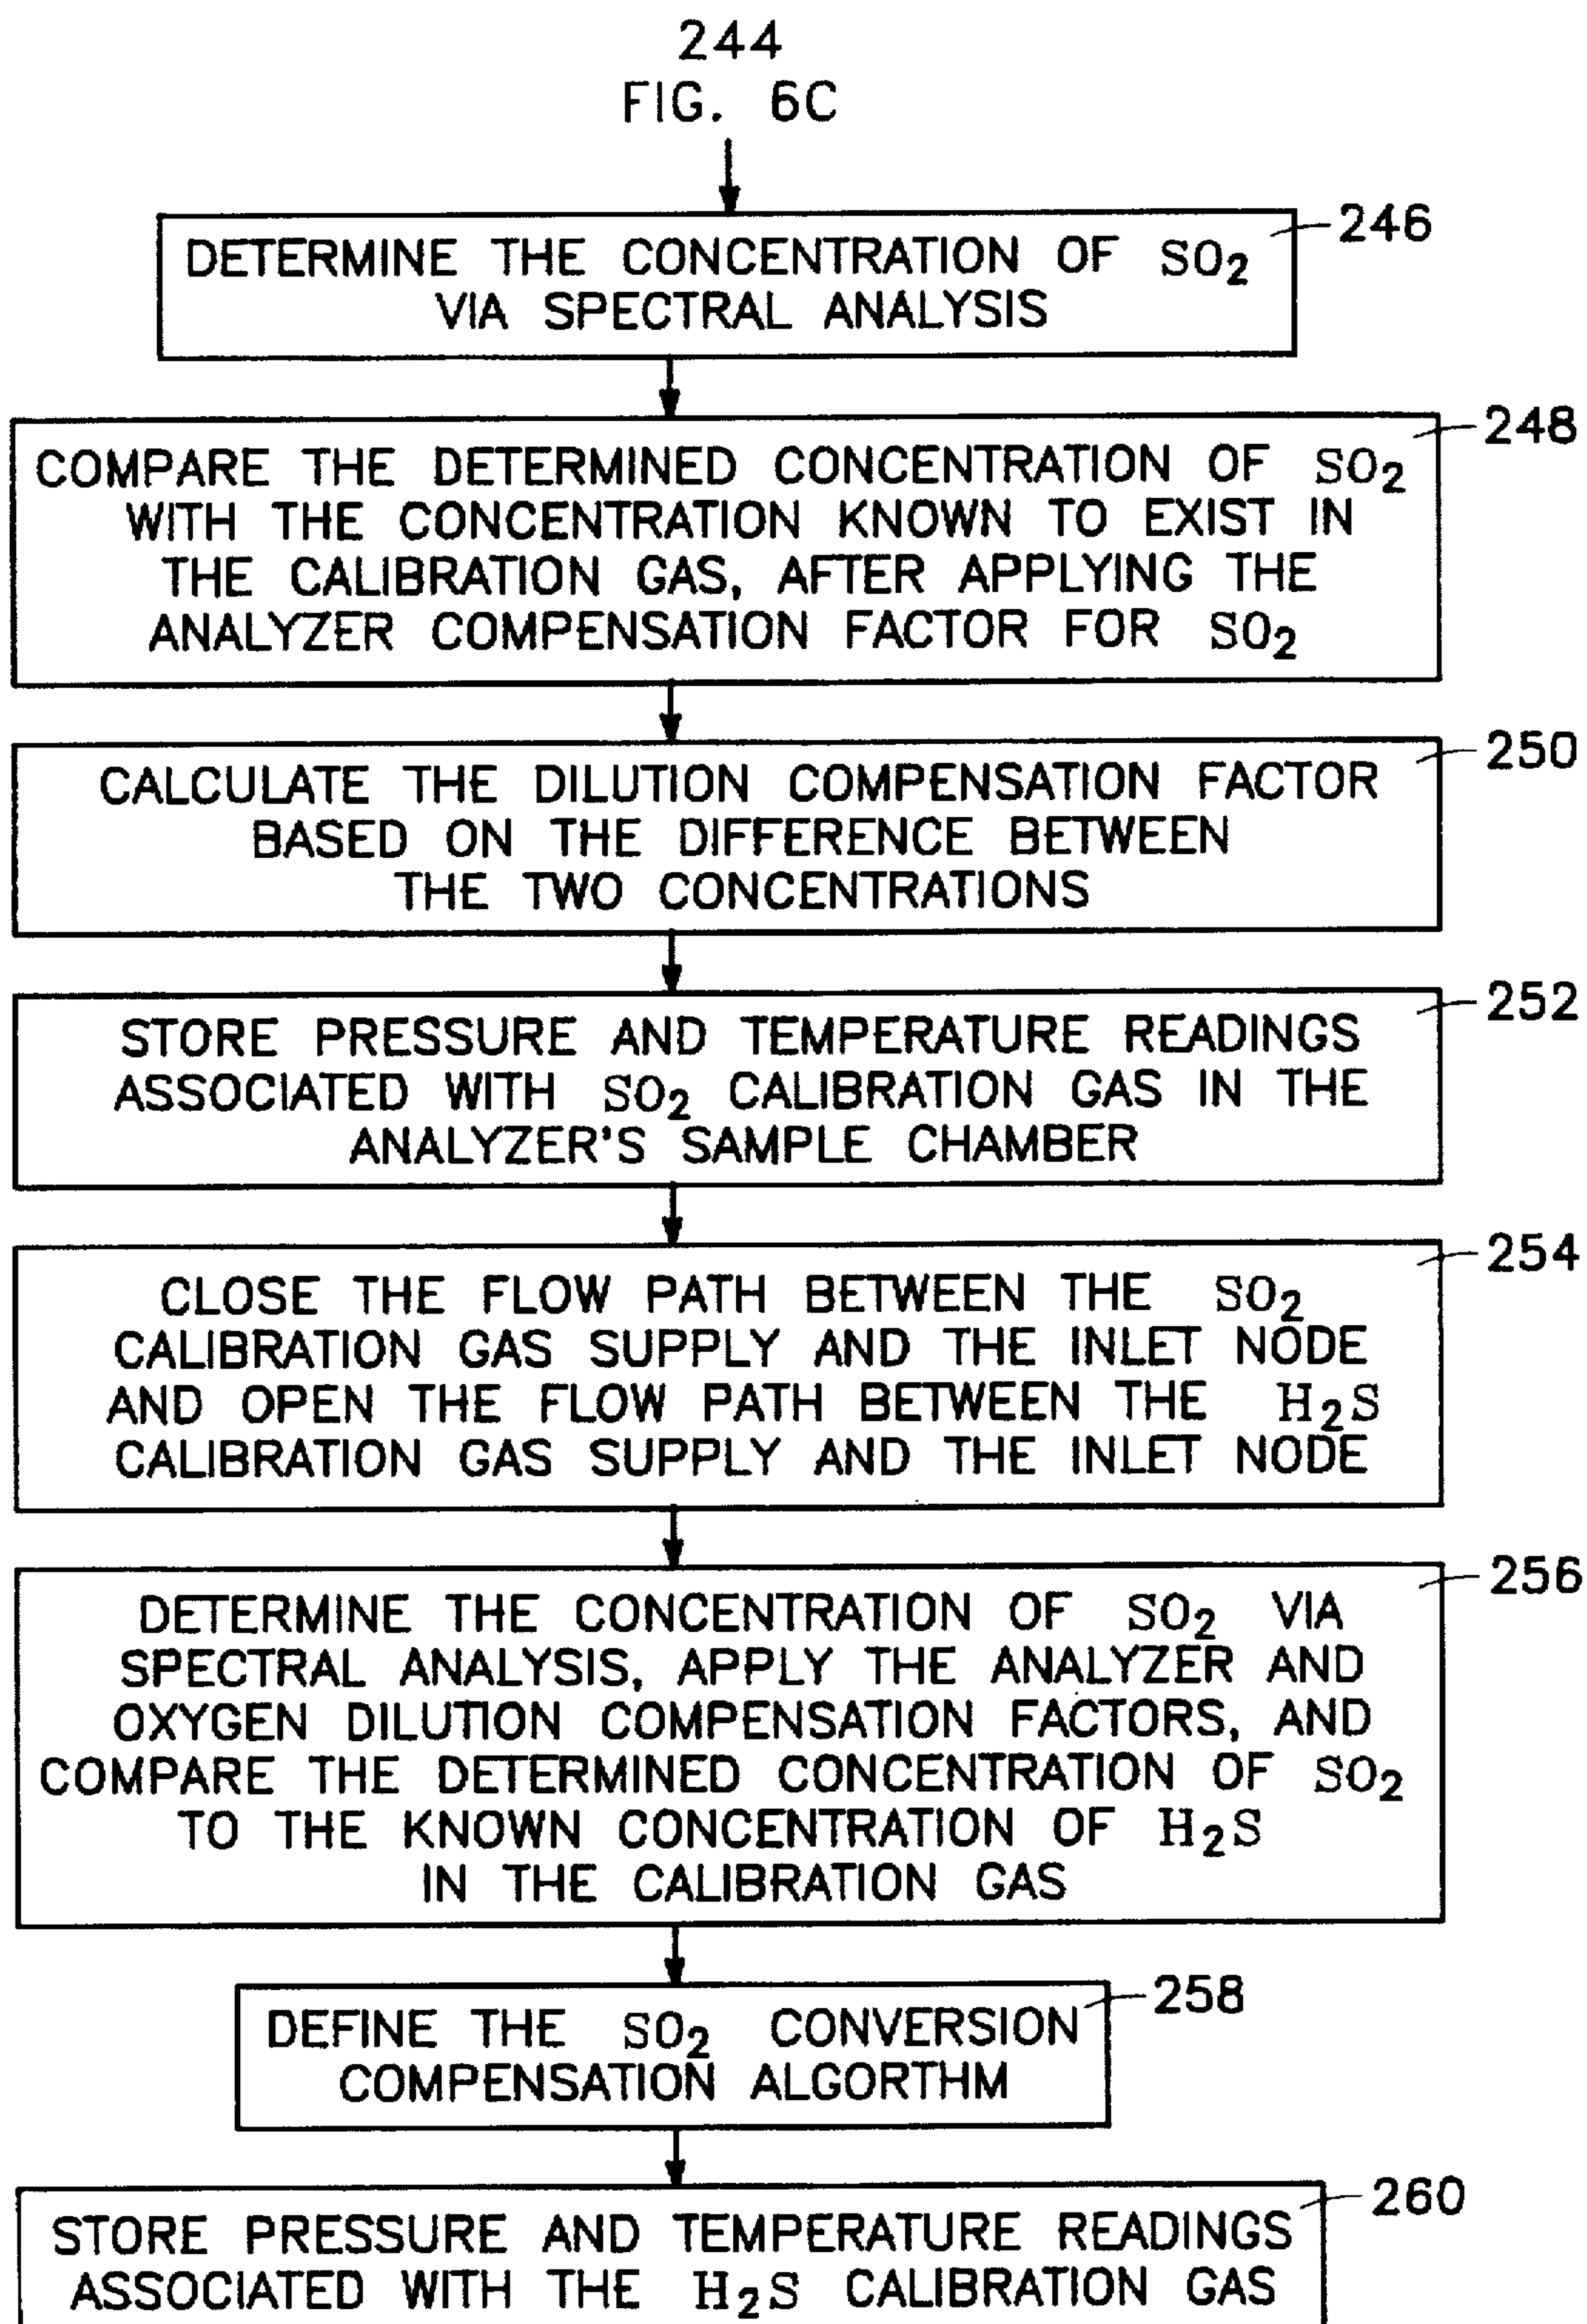 244
FIG. 6C
246
DETERMINE THE CONCENTRATION OF SO₂
VIA SPECTRAL ANALYSIS
248
COMPARE THE DETERMINED CONCENTRATION OF SO₂
WITH THE CONCENTRATION KNOWN TO EXIST IN
THE CALIBRATION GAS, AFTER APPLYING THE
ANALYZER COMPENSATION FACTOR FOR SO₂
250
CALCULATE THE DILUTION COMPENSATION FACTOR
BASED ON THE DIFFERENCE BETWEEN
THE TWO CONCENTRATIONS
252
STORE PRESSURE AND TEMPERATURE READINGS
ASSOCIATED WITH SO₂ CALIBRATION GAS IN THE
ANALYZER'S SAMPLE CHAMBER
254
CLOSE THE FLOW PATH BETWEEN THE SO₂
CALIBRATION GAS SUPPLY AND THE INLET NODE
AND OPEN THE FLOW PATH BETWEEN THE H₂S
CALIBRATION GAS SUPPLY AND THE INLET NODE
256
DETERMINE THE CONCENTRATION OF SO₂ VIA
SPECTRAL ANALYSIS, APPLY THE ANALYZER AND
OXYGEN DILUTION COMPENSATION FACTORS, AND
COMPARE THE DETERMINED CONCENTRATION OF SO₂
TO THE KNOWN CONCENTRATION OF H₂S
IN THE CALIBRATION GAS
258
DEFINE THE SO₂ CONVERSION
COMPENSATION ALGORTHM
260
STORE PRESSURE AND TEMPERATURE READINGS
ASSOCIATED WITH THE H₂S CALIBRATION GAS